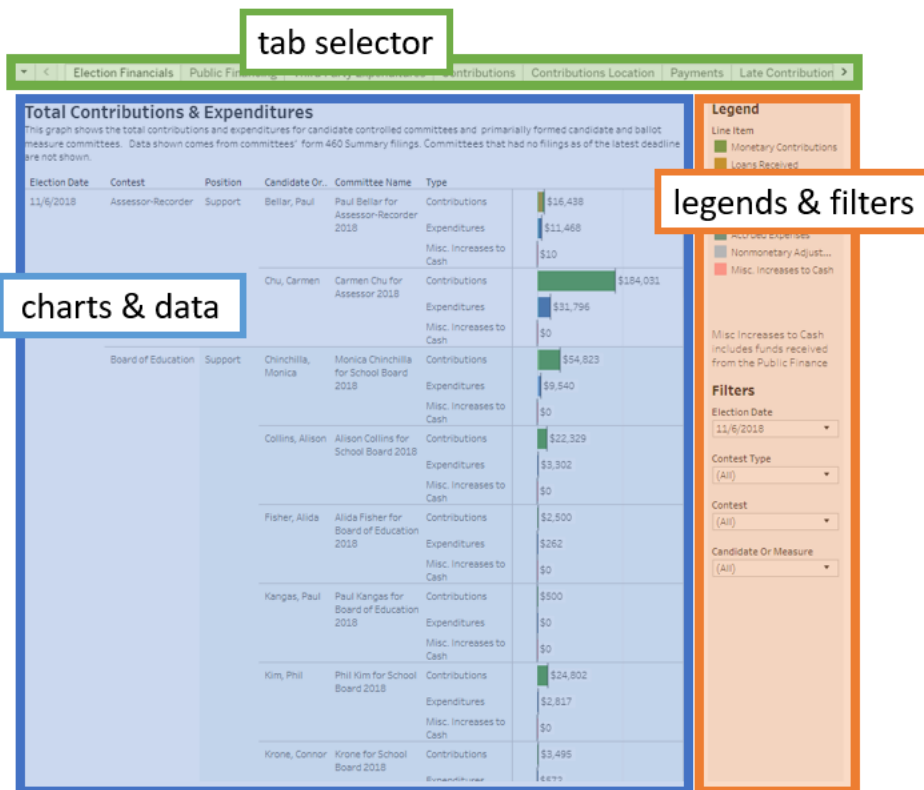 tab selector
Election Financials Public Contributions Contributions Location Payments Late Contribution
Total Contributions & Expenditures
This graph shows the total contributions and expenditures for candidate controlled committees and primarially formed candidate and ballot
measure committees. Data shown comes from committees' form 460 Summary filings. Committees that had no filings as of the latest deadline
are not shown.
Election Date Contest Position Candidate Or.. Committee Name Type
11/6/2018 Assessor-Recorder Support Bellar, Paul Paul Bellar for Contributions $16,438
Assessor-Recorder
2018 Expenditures $11,468
Misc. Increases to
Cash $10
Chu, Carmen Carmen Chu for Contributions $184,031
Assessor 2018
Expenditures $31,796
Misc. Increases to
Cash $0
charts & data
Board of Education Support Chinchilla, Monica Chinchilla Contributions $54,823
Monica for School Board
2018 Expenditures $9,540
Misc. Increases to
Cash $0
Collins, Alison Alison Collins for Contributions $22,329
School Board 2018
Expenditures $3,302
Misc. Increases to
Cash $0
Fisher, Alida Alida Fisher for Contributions $2,500
Board of Education
2018 Expenditures $262
Misc. Increases to
Cash $0
Kangas, Paul Paul Kangas for Contributions $500
Board of Education
2018 Expenditures $0
Misc. Increases to
Cash $0
Kim, Phil Phil Kim for School Contributions $24,802
Board 2018
Expenditures $2,817
Misc. Increases to
Cash $0
Krone, Connor Krone for School Contributions $3,495
Board 2018
Expenditures $572
Legend
Line Item
Monetary Contributions
Loans Received
legends & filters
Accrued Expenses
Nonmonetary Adjust...
Misc. Increases to Cash
Misc Increases to Cash
includes funds received
from the Public Finance
Filters
Election Date
11/6/2018
Contest Type
(All)
Contest
(All)
Candidate Or Measure
(All)